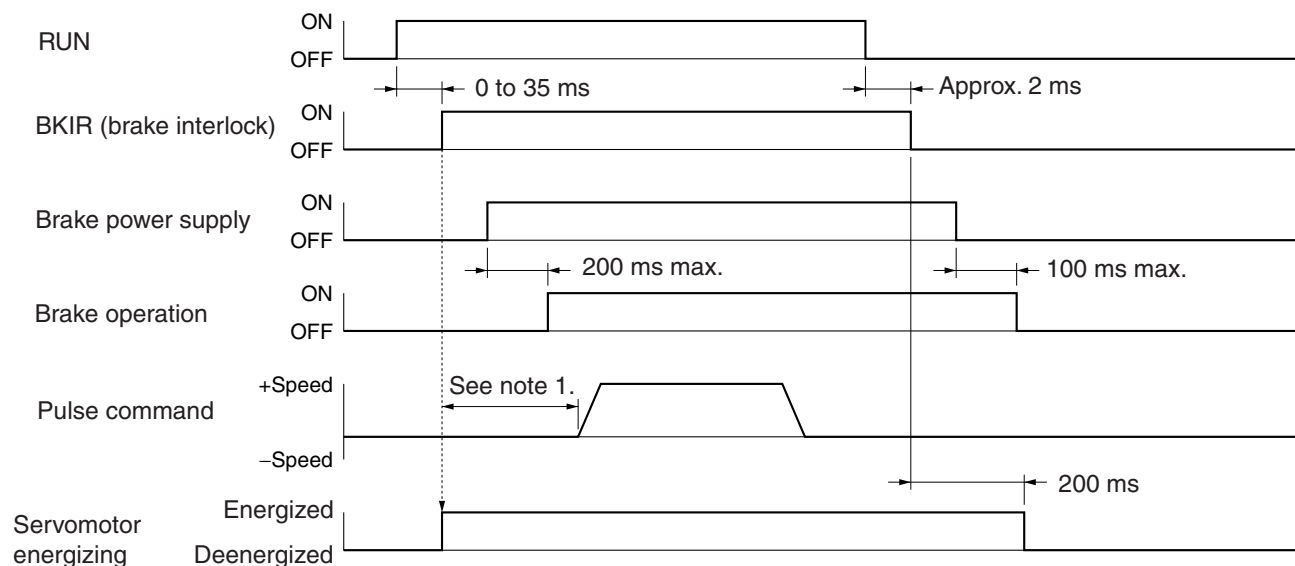 RUN
ON
OFF
0 to 35 ms
Approx. 2 ms
BKIR (brake interlock)
ON
OFF
Brake power supply
ON
OFF
200 ms max.
100 ms max.
Brake operation
ON
OFF
Pulse command
+Speed
−Speed
See note 1.
200 ms
Servomotor
energizing
Energized
Deenergized